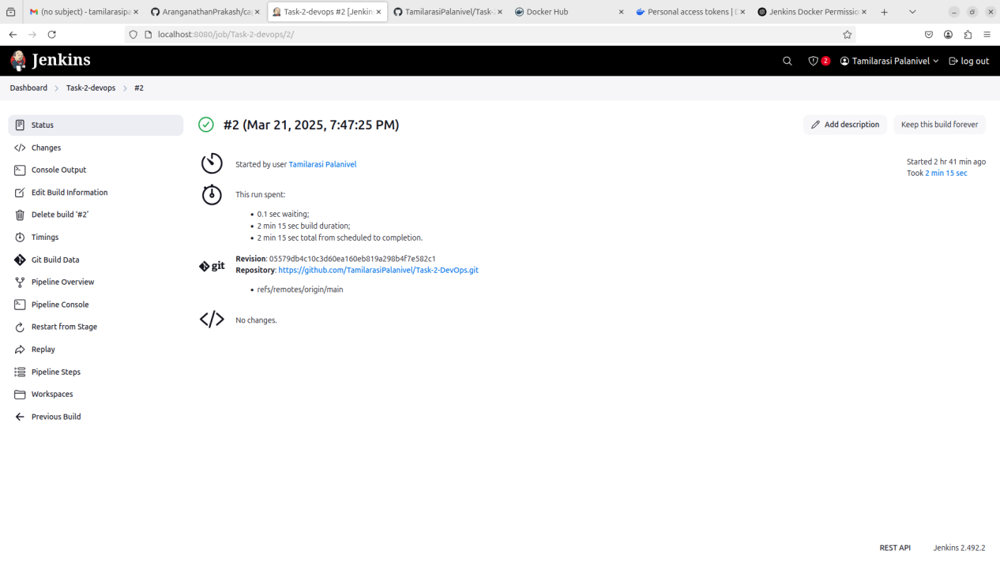 (no subject) - tamilarasipa
AranganathanPrakash/ca
Task-2-devops #2 [Jenkin
TamilarasiPalanivel/Task-
Docker Hub
Personal access tokens | D
Jenkins Docker Permissio
localhost:8080/job/Task-2-devops/2/
Jenkins
2
Tamilarasi Palanivel
log out
Dashboard > Task-2-devops > #2
Status
Changes
Console Output
Edit Build Information
Delete build ‘#2’
Timings
Git Build Data
Pipeline Overview
Pipeline Console
Restart from Stage
Replay
Pipeline Steps
Workspaces
Previous Build
#2 (Mar 21, 2025, 7:47:25 PM)
Add description
Keep this build forever
Started by user Tamilarasi Palanivel
Started 2 hr 41 min ago
Took 2 min 15 sec
This run spent:
• 0.1 sec waiting;
• 2 min 15 sec build duration;
• 2 min 15 sec total from scheduled to completion.
git
Revision: 05579db4c10c3d60ea160eb819a298b4f7e582c1
Repository: https://github.com/TamilarasiPalanivel/Task-2-DevOps.git
• refs/remotes/origin/main
No changes.
REST API
Jenkins 2.492.2